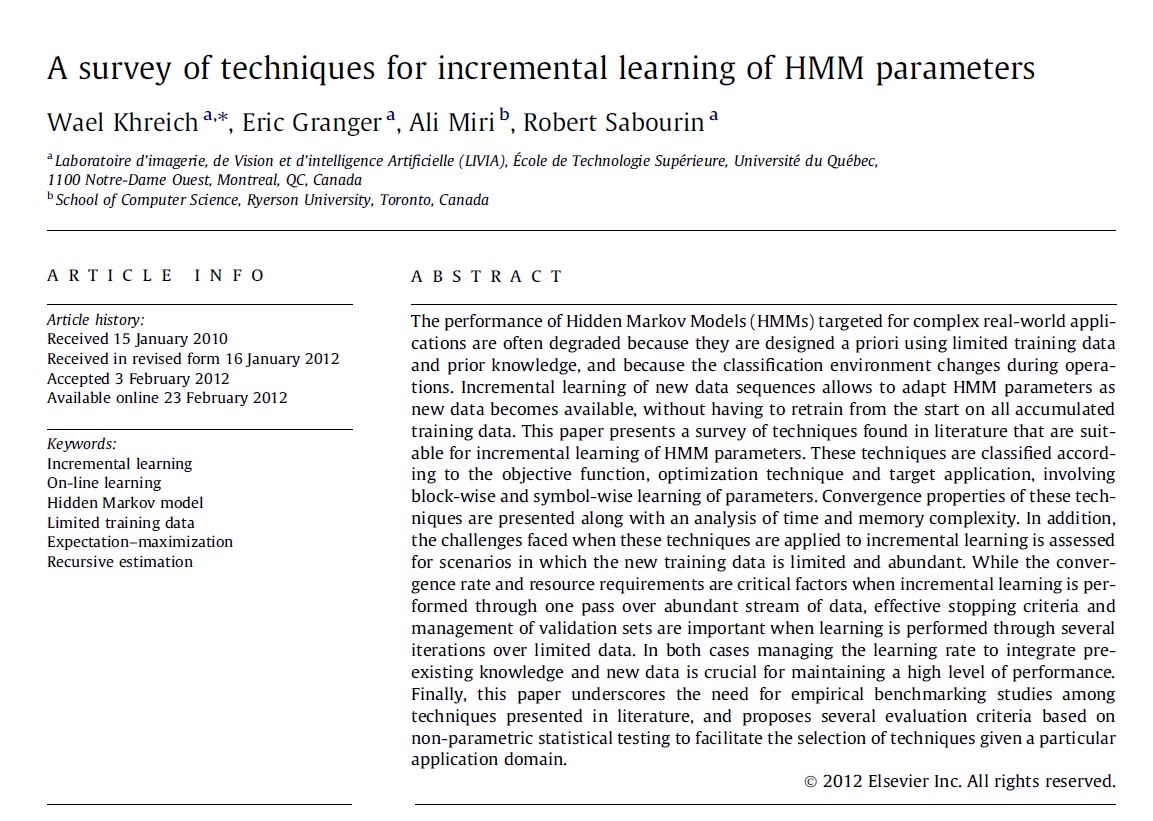 A survey of techniques for incremental learning of HMM parameters
Wael Khreich a,*, Eric Granger a, Ali Miri b, Robert Sabourin a
a Laboratoire d'imagerie, de Vision et d'intelligence Artificielle (LIVIA), École de Technologie Supérieure, Université du Québec,
1100 Notre-Dame Ouest, Montreal, QC, Canada
b School of Computer Science, Ryerson University, Toronto, Canada
ARTICLE INFO
Article history:
Received 15 January 2010
Received in revised form 16 January 2012
Accepted 3 February 2012
Available online 23 February 2012
Keywords:
Incremental learning
On-line learning
Hidden Markov model
Limited training data
Expectation–maximization
Recursive estimation
ABSTRACT
The performance of Hidden Markov Models (HMMs) targeted for complex real-world appli-
cations are often degraded because they are designed a priori using limited training data
and prior knowledge, and because the classification environment changes during opera-
tions. Incremental learning of new data sequences allows to adapt HMM parameters as
new data becomes available, without having to retrain from the start on all accumulated
training data. This paper presents a survey of techniques found in literature that are suit-
able for incremental learning of HMM parameters. These techniques are classified accord-
ing to the objective function, optimization technique and target application, involving
block-wise and symbol-wise learning of parameters. Convergence properties of these tech-
niques are presented along with an analysis of time and memory complexity. In addition,
the challenges faced when these techniques are applied to incremental learning is assessed
for scenarios in which the new training data is limited and abundant. While the conver-
gence rate and resource requirements are critical factors when incremental learning is per-
formed through one pass over abundant stream of data, effective stopping criteria and
management of validation sets are important when learning is performed through several
iterations over limited data. In both cases managing the learning rate to integrate pre-
existing knowledge and new data is crucial for maintaining a high level of performance.
Finally, this paper underscores the need for empirical benchmarking studies among
techniques presented in literature, and proposes several evaluation criteria based on
non-parametric statistical testing to facilitate the selection of techniques given a particular
application domain.
© 2012 Elsevier Inc. All rights reserved.